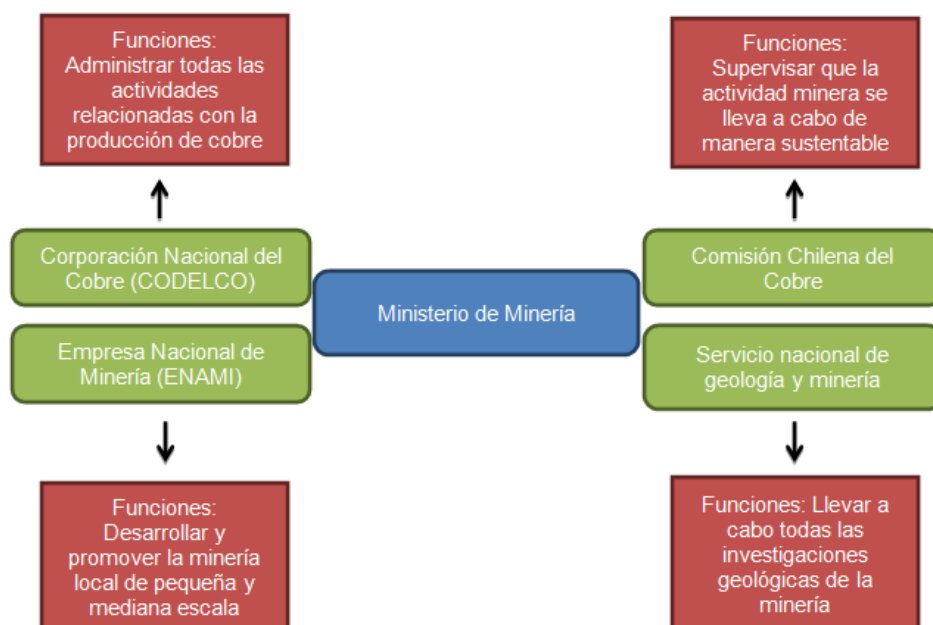 Funciones:
Administrar todas las
actividades
relacionadas con la
producción de cobre
Funciones:
Supervisar que la
actividad minera se
lleva a cabo de
manera sustentable
Corporación Nacional del
Cobre (CODELCO)
Comisión Chilena del
Cobre
Ministerio de Minería
Empresa Nacional de
Minería (ENAMI)
Servicio nacional de
geología y minería
Funciones:
Desarrollar y
promover la minería
local de pequeña y
mediana escala
Funciones: Llevar a
cabo todas las
investigaciones
geológicas de la
minería